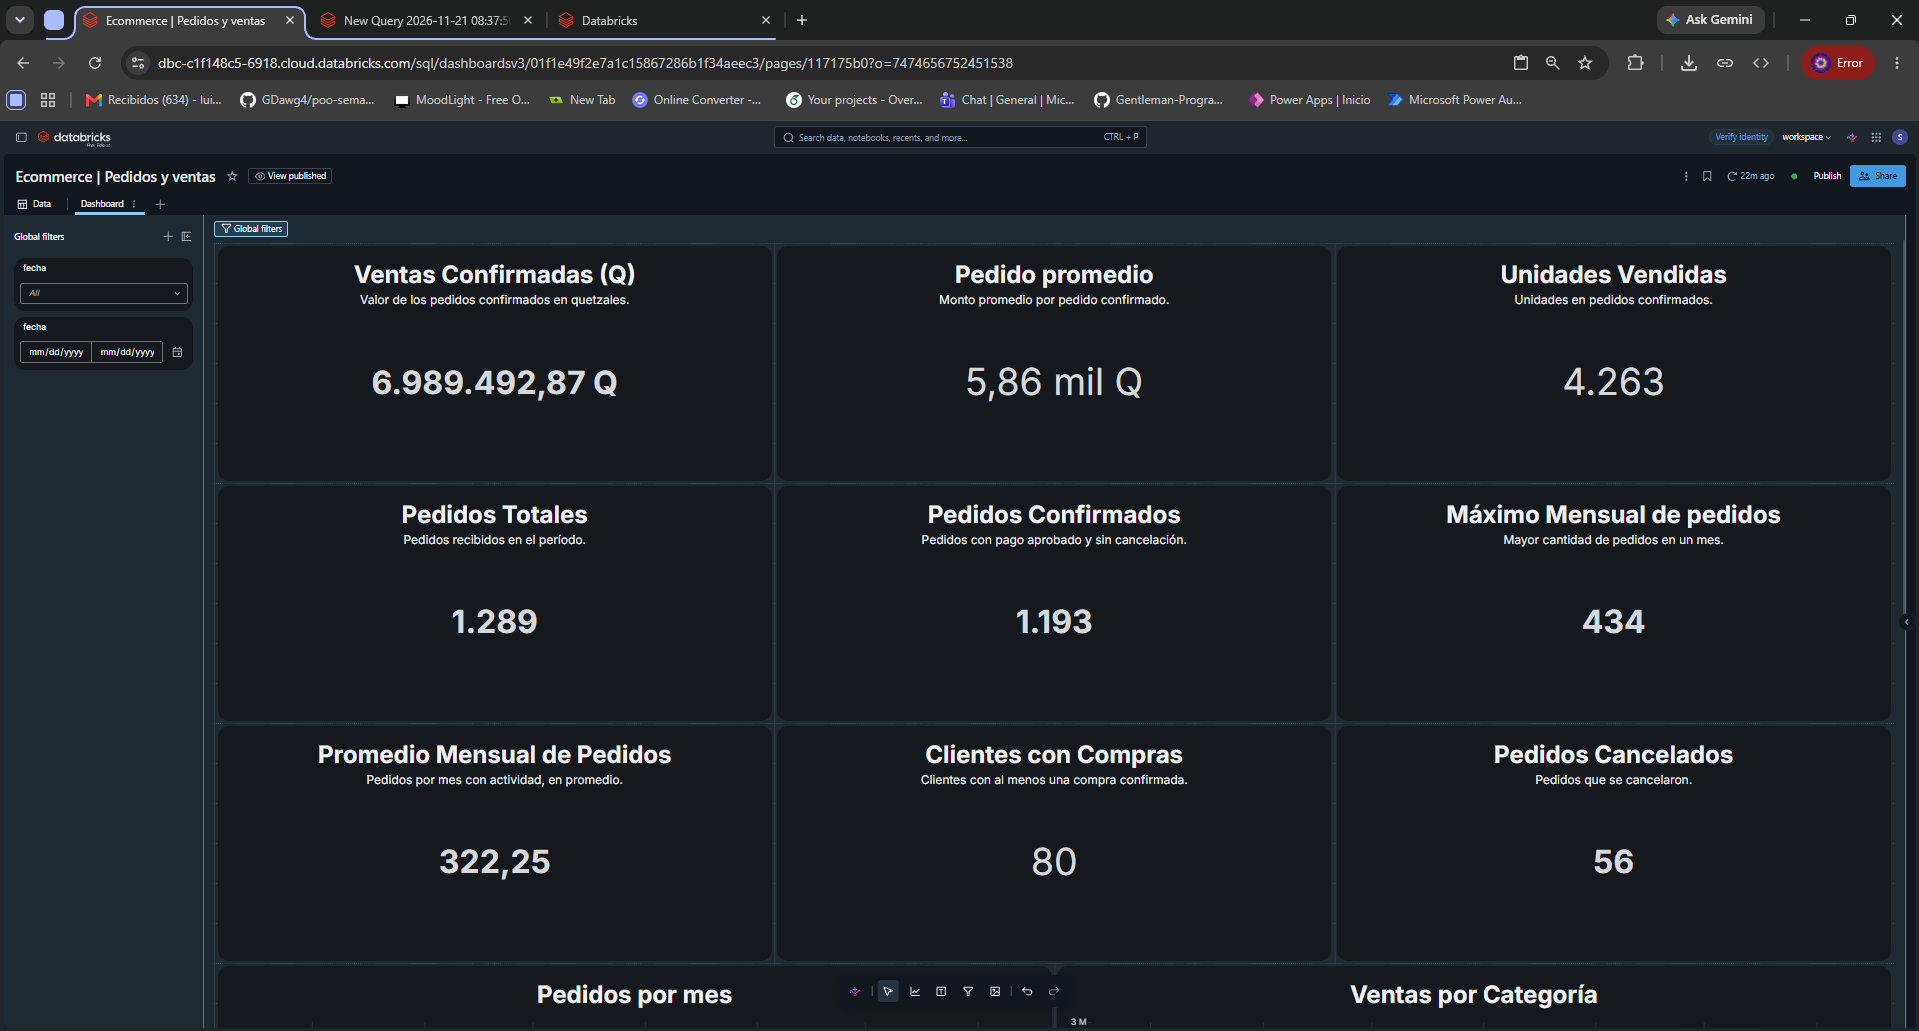 Ecommerce | Pedidos y ventas
New Query 2026-11-21 08:37:5
Databricks
Ask Gemini
dbc-c1f148c5-6918.cloud.databricks.com/sql/dashboardsv3/01f1e49f2e7a1c15867286b1f34aeec3/pages/117175b0?o=7474656752451538
Error
Recibidos (634) - lui...
GDawg4/poo-sema...
MoodLight - Free O...
New Tab
Online Converter -...
Your projects - Over...
Chat | General | Mic...
Gentleman-Progra...
Power Apps | Inicio
Microsoft Power Au...
databricks
Search data, notebooks, recents, and more...
CTRL + P
Verify identity
workspace
S
Ecommerce | Pedidos y ventas
View published
22m ago
Publish
Share
Data
Dashboard
Global filters
Global filters
fecha
All
fecha
mm/dd/yyyy
mm/dd/yyyy
Ventas Confirmadas (Q)
Valor de los pedidos confirmados en quetzales.
6.989.492,87 Q
Pedido promedio
Monto promedio por pedido confirmado.
5,86 mil Q
Unidades Vendidas
Unidades en pedidos confirmados.
4.263
Pedidos Totales
Pedidos recibidos en el período.
1.289
Pedidos Confirmados
Pedidos con pago aprobado y sin cancelación.
1.193
Máximo Mensual de pedidos
Mayor cantidad de pedidos en un mes.
434
Promedio Mensual de Pedidos
Pedidos por mes con actividad, en promedio.
322,25
Clientes con Compras
Clientes con al menos una compra confirmada.
80
Pedidos Cancelados
Pedidos que se cancelaron.
56
Pedidos por mes
Ventas por Categoría
3 M